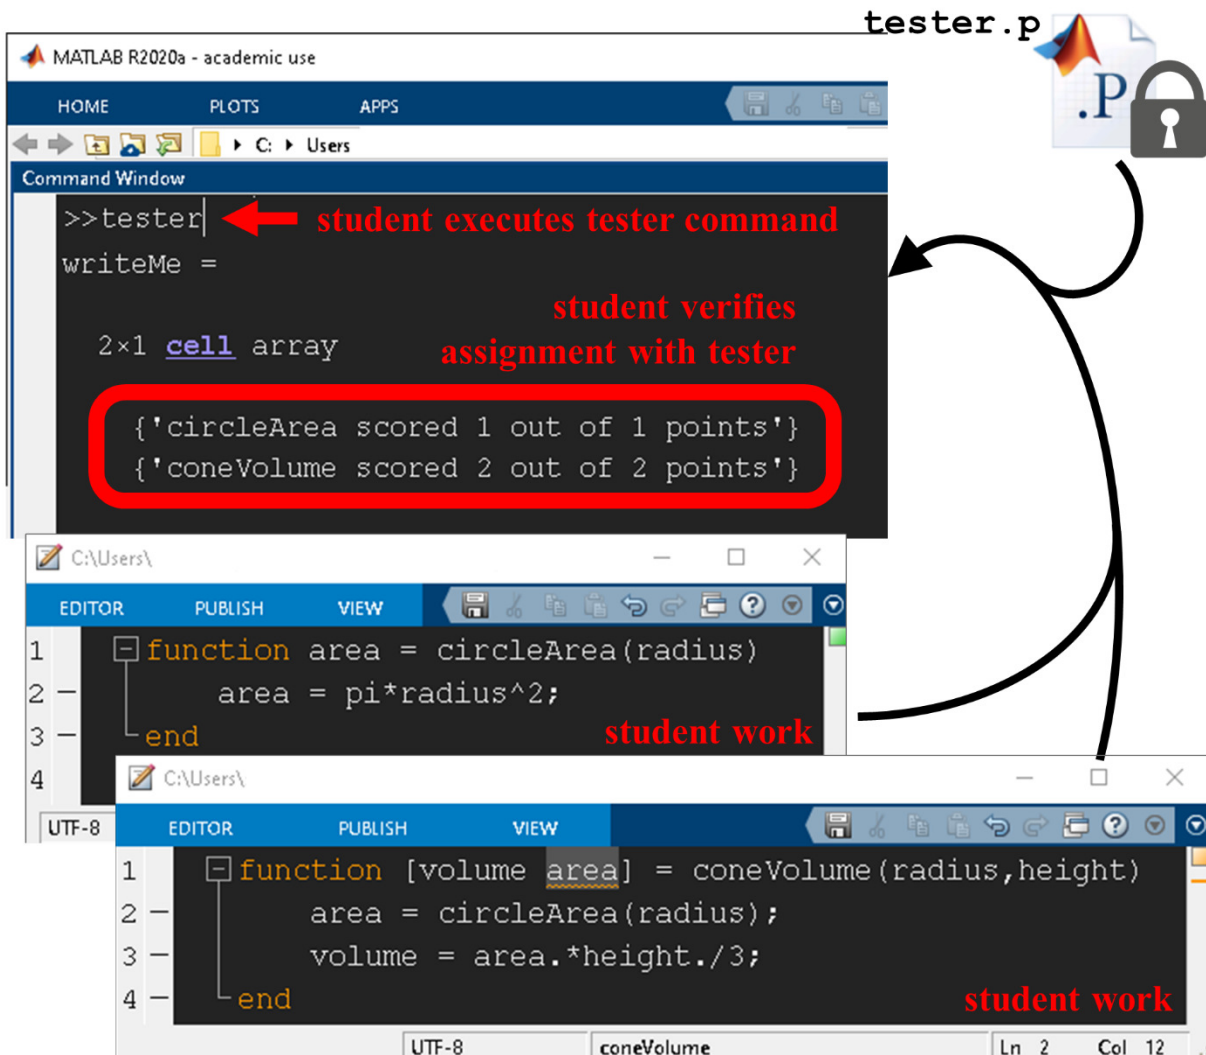 tester.p
.P
MATLAB R2020a - academic use
HOME PLOTS APPS
C: Users
Command Window
>>tester
student executes tester command
writeMe =
student verifies
assignment with tester
2×1 cell array
{'circleArea scored 1 out of 1 points'}
{'coneVolume scored 2 out of 2 points'}
C:\Users\
EDITOR PUBLISH VIEW
1 function area = circleArea(radius)
2 area = pi*radius^2;
3 end
student work
4
UTF-8
C:\Users\
EDITOR PUBLISH VIEW
1 function [volume area] = coneVolume(radius,height)
2 area = circleArea(radius);
3 volume = area.*height./3;
4 end
student work
UTF-8 coneVolume Ln 2 Col 12